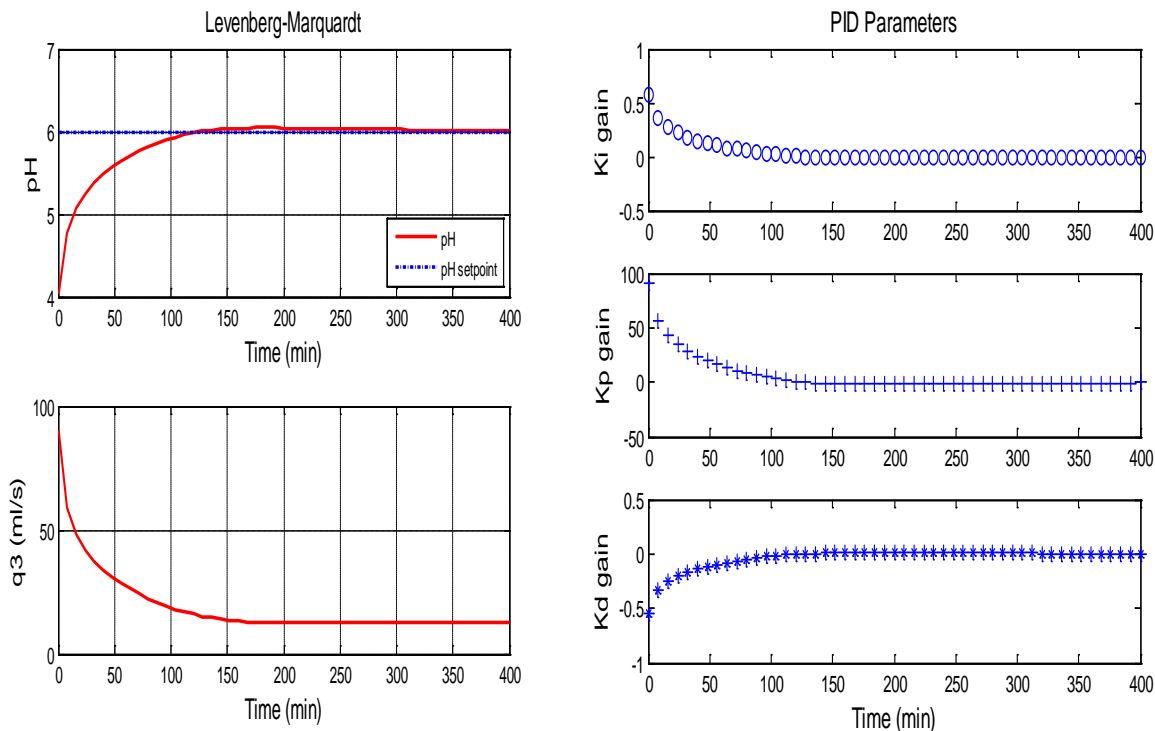 Levenberg-Marquardt
7
6
5
4
pH
0 50 100 150 200 250 300 350 400
Time (min)
pH
pH setpoint
100
50
0
q3 (ml/s)
0 50 100 150 200 250 300 350 400
Time (min)
PID Parameters
1
0.5
0
-0.5
Ki gain
0 50 100 150 200 250 300 350 400
100
50
0
-50
Kp gain
0 50 100 150 200 250 300 350 400
0.5
0
-0.5
-1
Kd gain
0 50 100 150 200 250 300 350 400
Time (min)